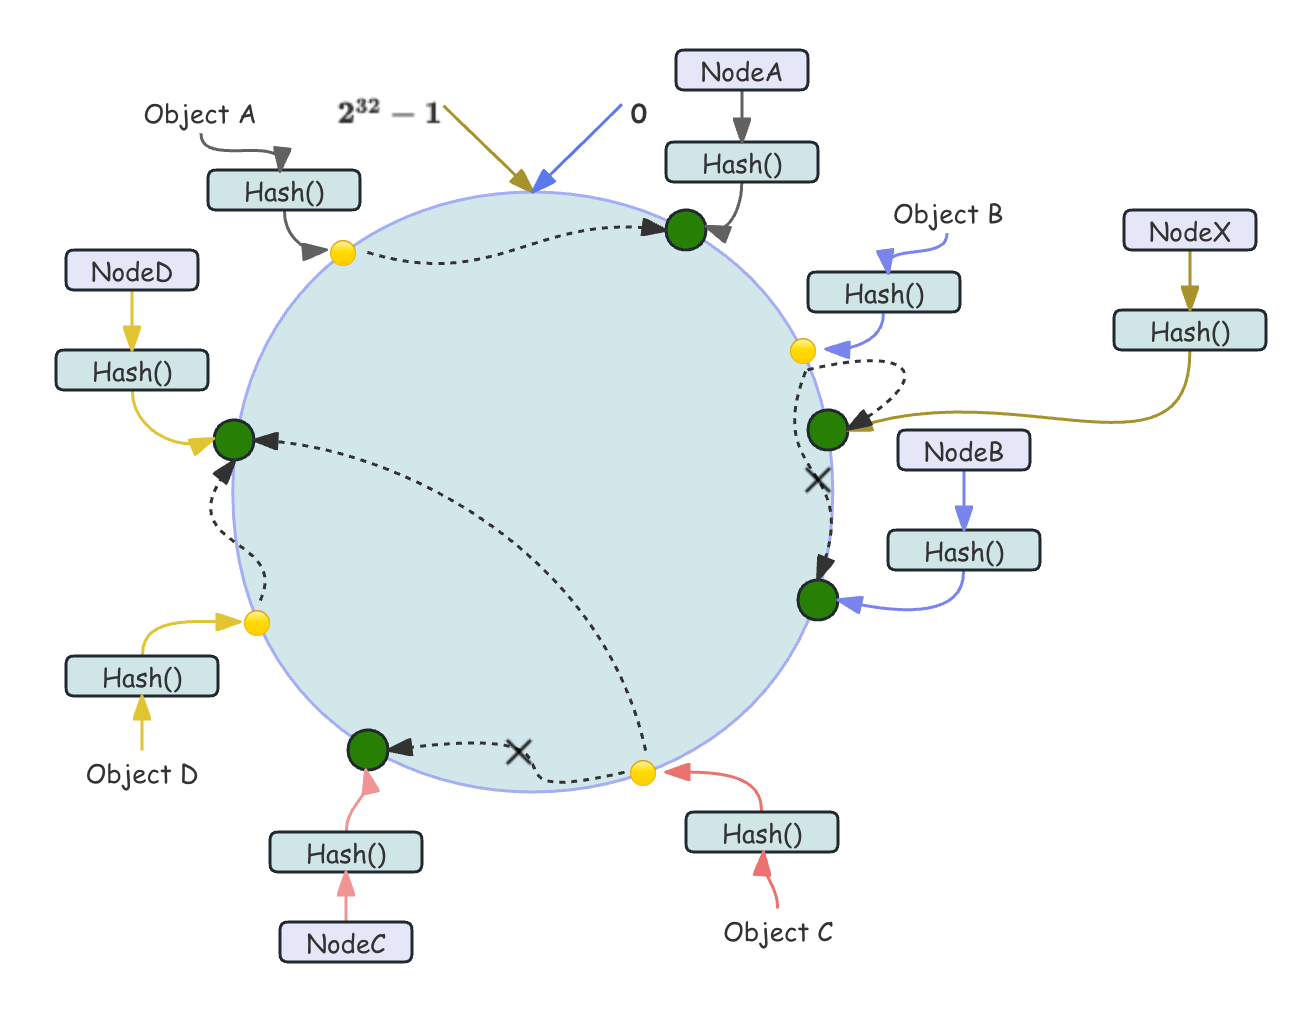 NodeA
Object A
2^32 − 1
0
Hash()
Hash()
Object B
NodeX
NodeD
Hash()
Hash()
Hash()
NodeB
Hash()
Hash()
Object D
Hash()
Hash()
Object C
NodeC